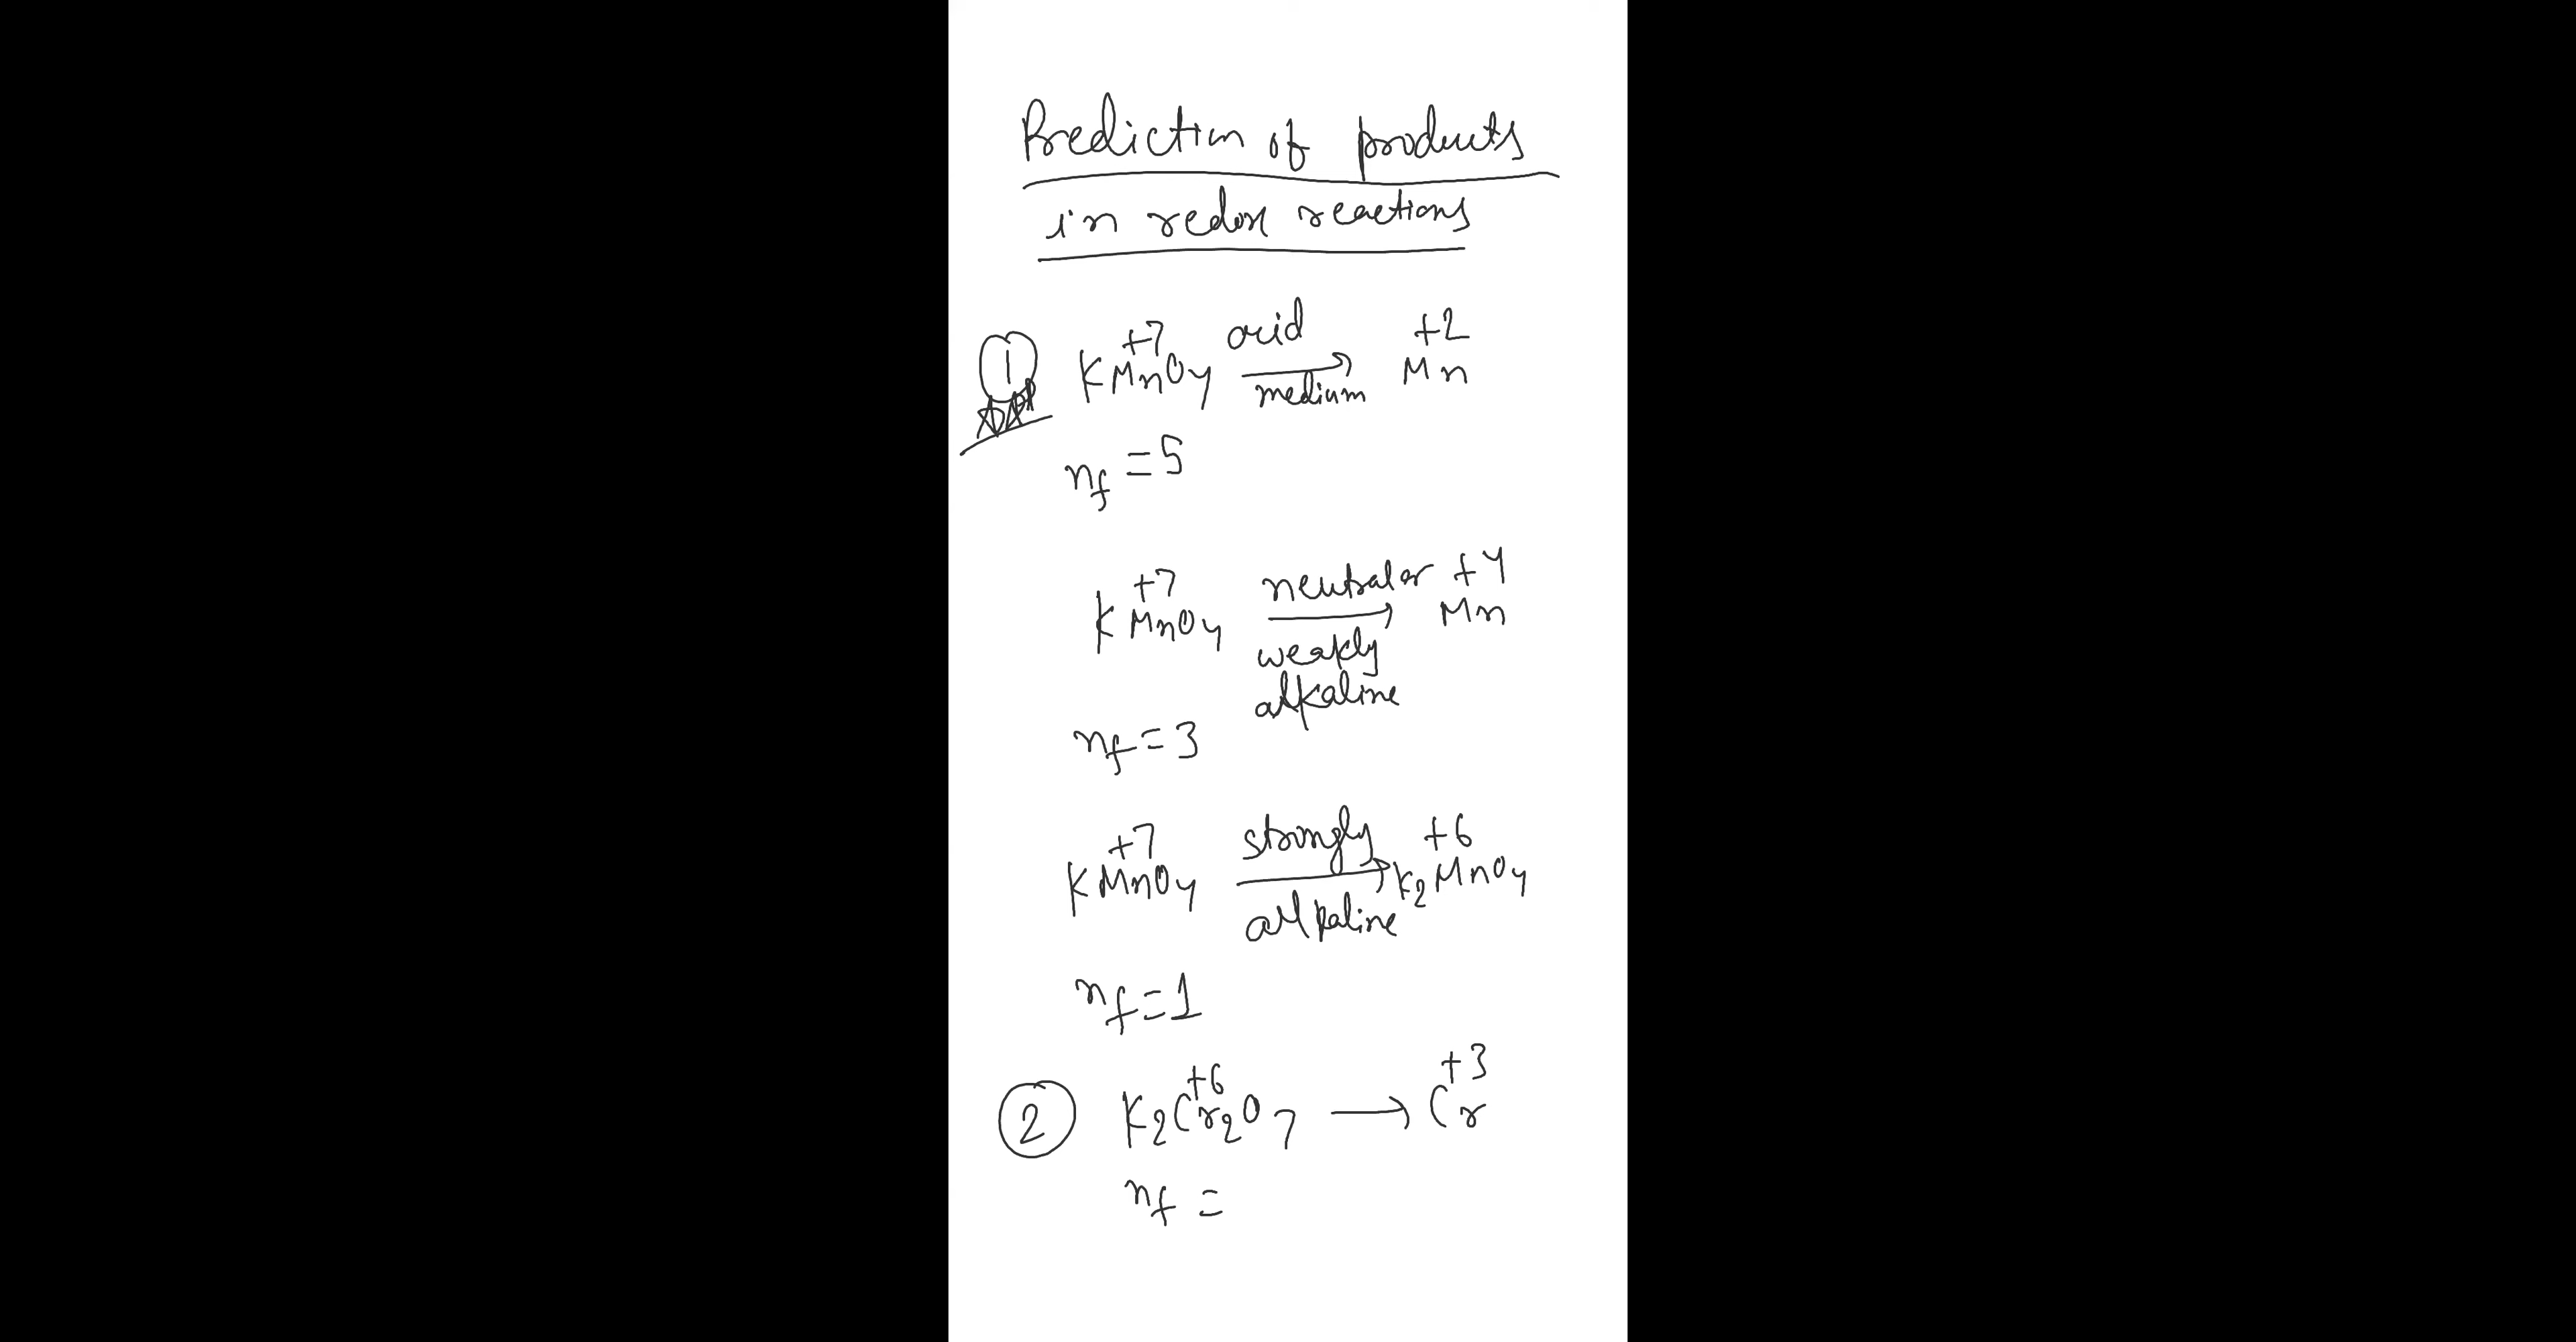 Prediction of products
in redox reactions
1
+7 acid +2
KMnO4 → Mn
medium
nf = 5
+7 neutral or +4
KMnO4 → Mn
weakly
alkaline
nf = 3
+7 strongly +6
KMnO4 → K2MnO4
alkaline
nf = 1
+6 +3
2 K2Cr2O7 → Cr
nf =